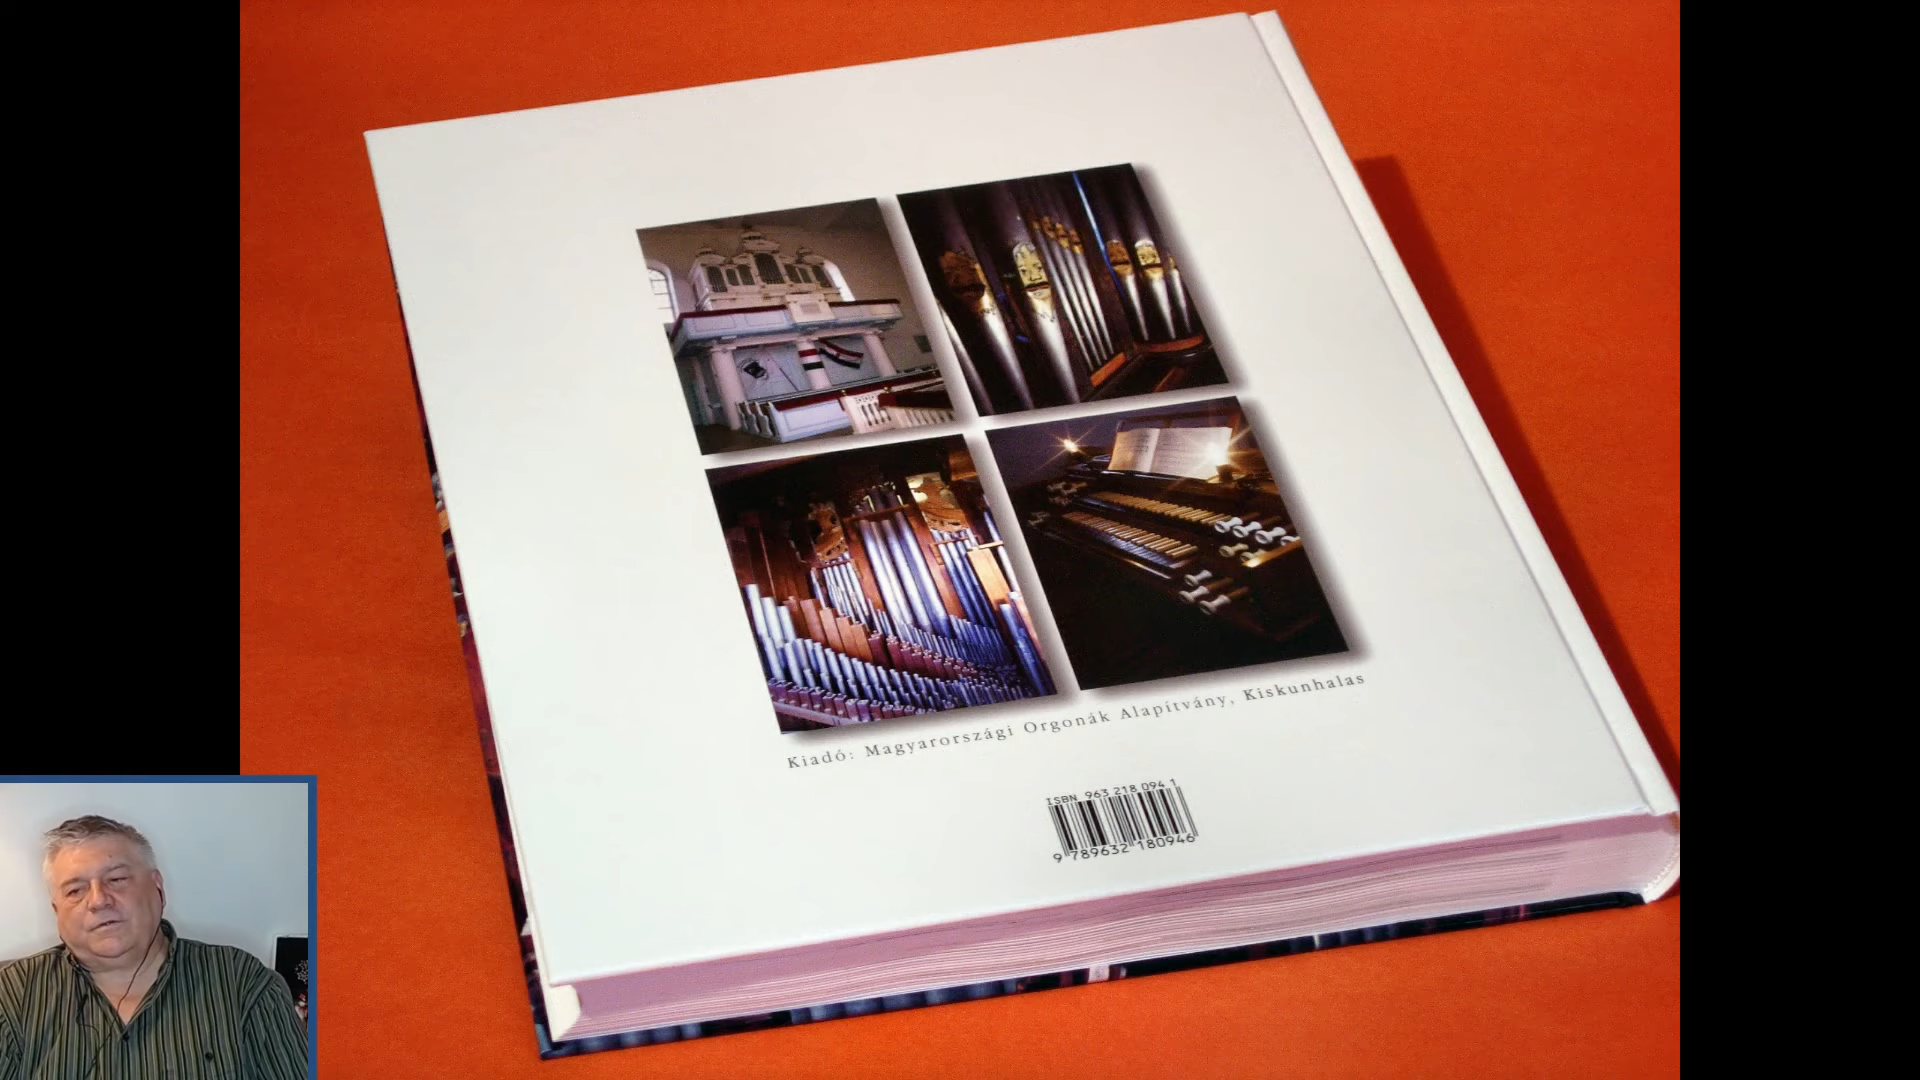 Kiadó: Magyarországi Orgonák Alapítvány, Kiskunhalas
ISBN 963 218 094 1
9 789632 180946